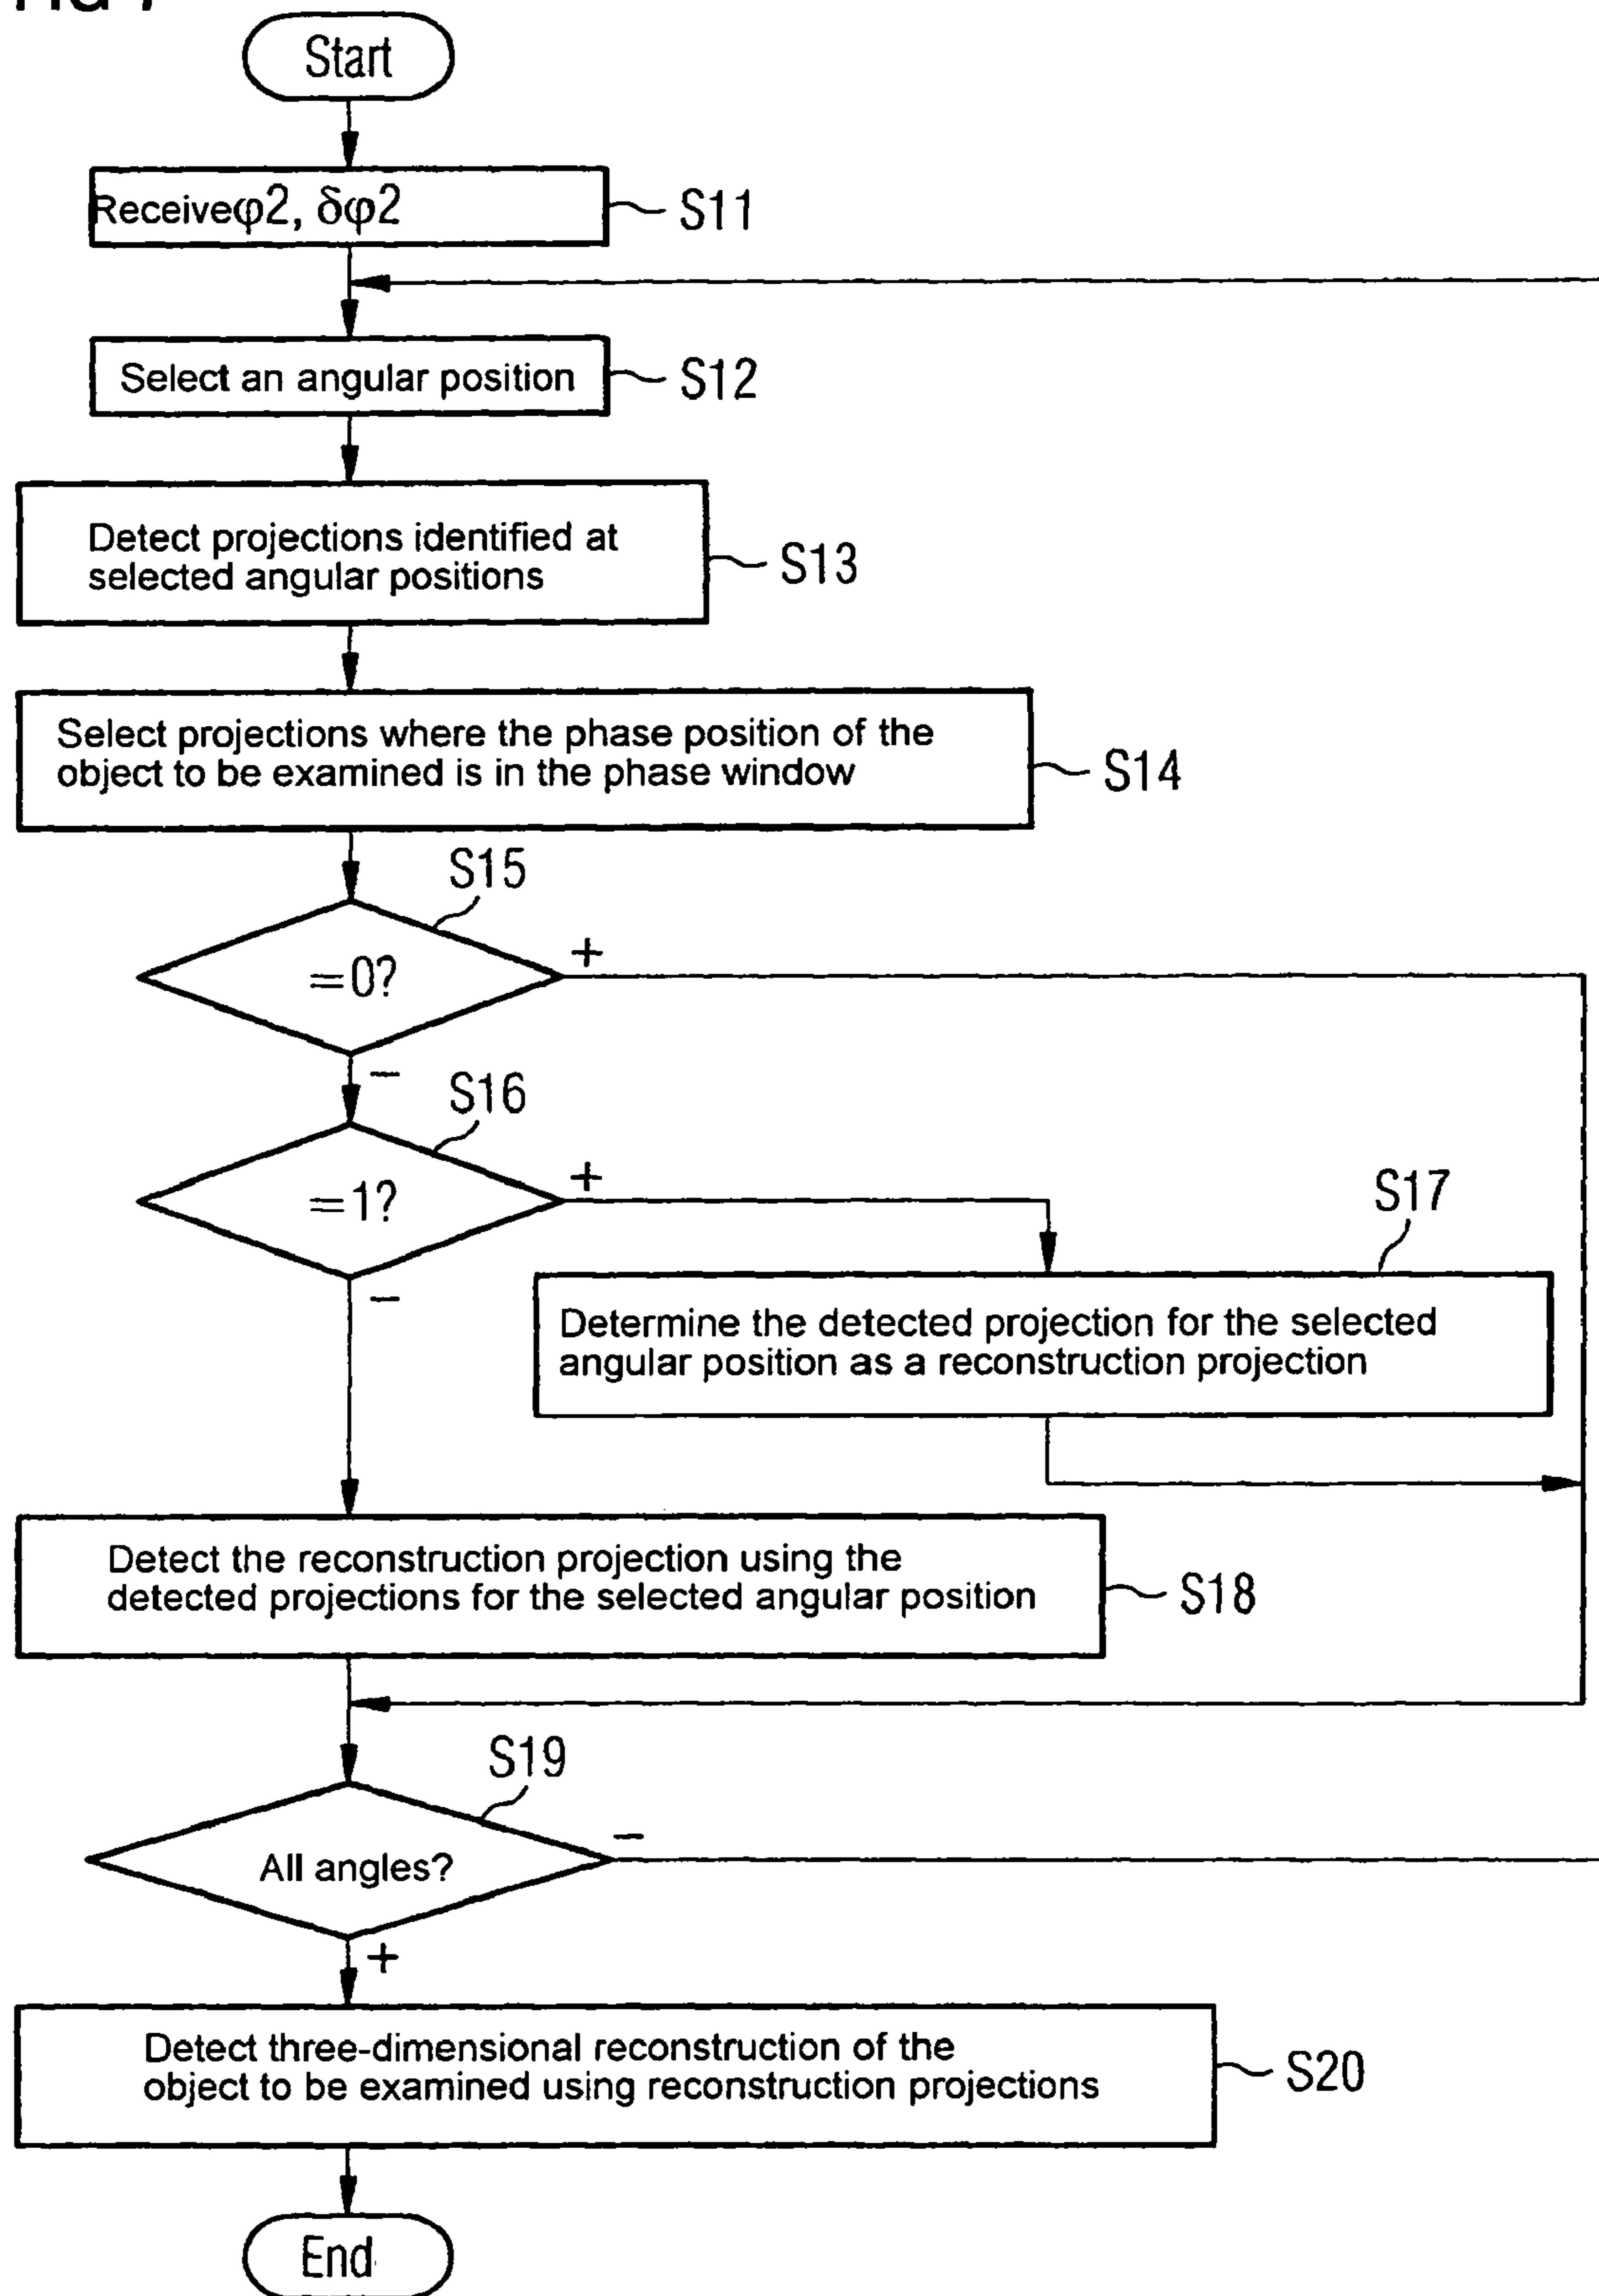 Start
Receiveφ2, δφ2
S11
Select an angular position
S12
Detect projections identified at
selected angular positions
S13
Select projections where the phase position of the
object to be examined is in the phase window
S14
S15
=0?
+
−
S16
=1?
+
−
S17
Determine the detected projection for the selected
angular position as a reconstruction projection
Detect the reconstruction projection using the
detected projections for the selected angular position
S18
S19
All angles?
−
+
Detect three-dimensional reconstruction of the
object to be examined using reconstruction projections
S20
End